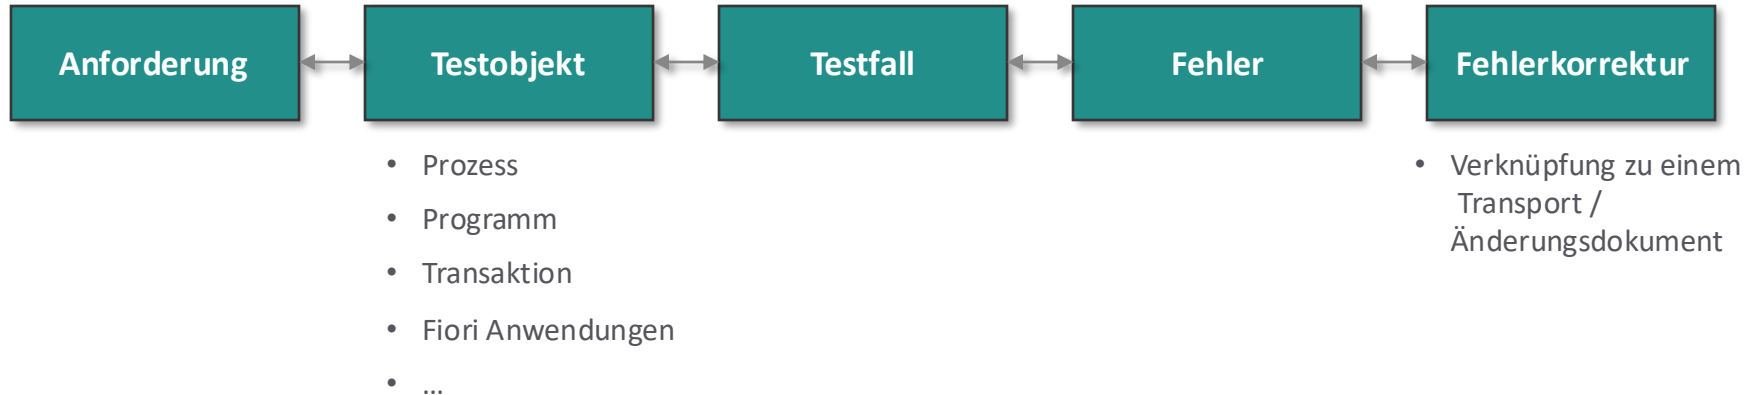 Anforderung
Testobjekt
Testfall
Fehler
Fehlerkorrektur
• Prozess
• Programm
• Transaktion
• Fiori Anwendungen
• ...
• Verknüpfung zu einem
Transport /
Änderungsdokument